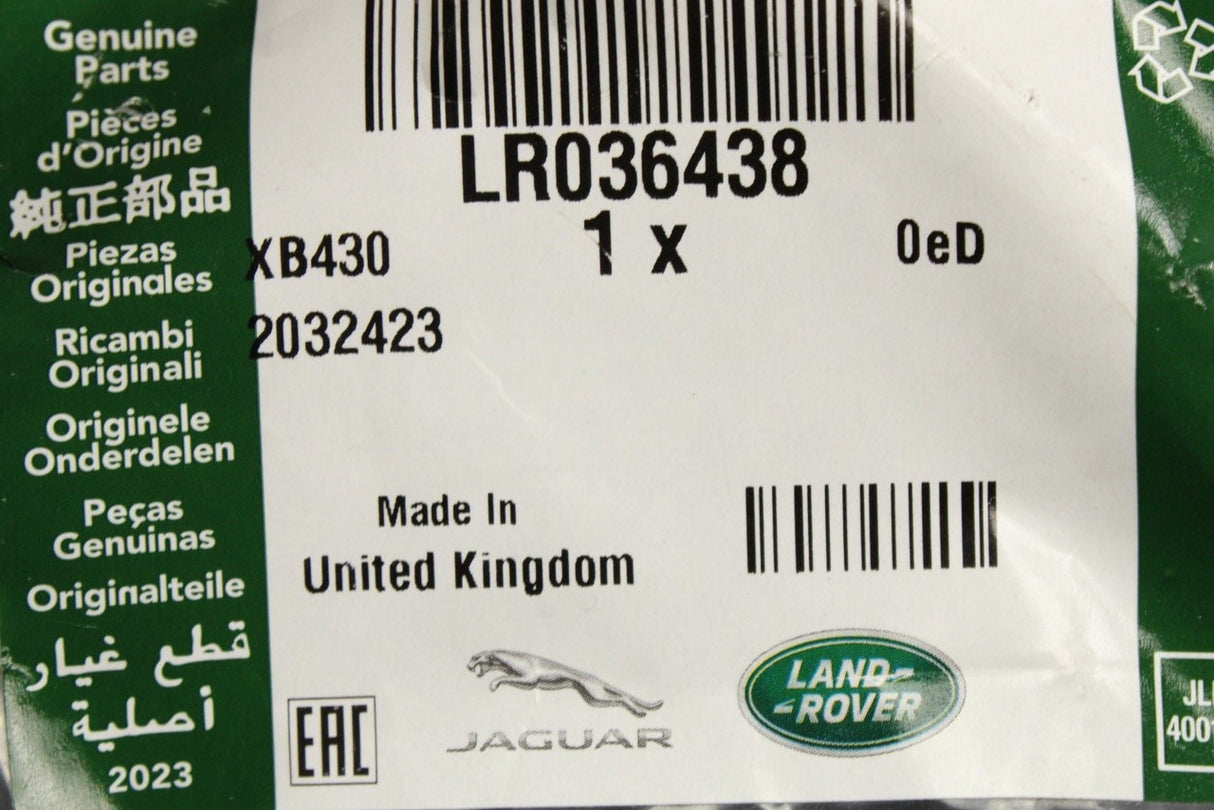 Genuine
Parts
Pièces
d'Origine
純正部品
Piezas
Originales
Ricambi
Originali
Originele
Onderdelen
Peças
Genuinas
Originalteile
قطع غيار
أصلية
2023
LR036438
1 x
XB430
0eD
2032423
Made In
United Kingdom
EAC
JAGUAR
LAND-
-ROVER